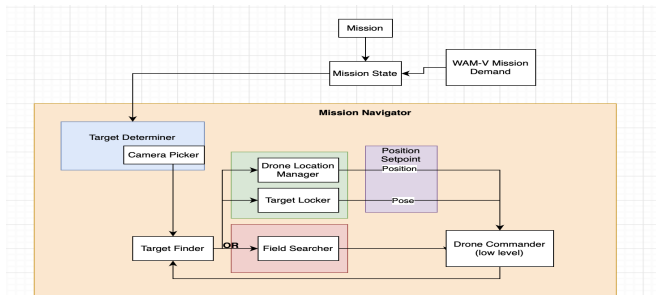 Mission
Mission State
WAM-V Mission
Demand
Mission Navigator
Target Determiner
Camera Picker
Drone Location
Manager
Target Locker
Position
Setpoint
Position
Pose
Target Finder
OR
Field Searcher
Drone Commander
(low level)